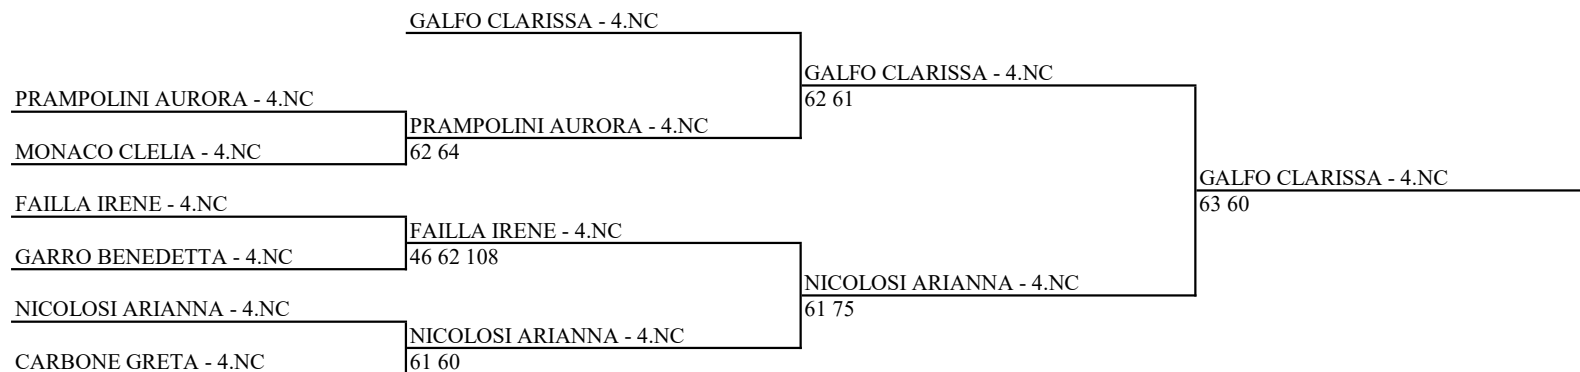 GALFO CLARISSA - 4.NC
GALFO CLARISSA - 4.NC
PRAMPOLINI AURORA - 4.NC
62 61
PRAMPOLINI AURORA - 4.NC
MONACO CLELIA - 4.NC
62 64
GALFO CLARISSA - 4.NC
FAILLA IRENE - 4.NC
63 60
FAILLA IRENE - 4.NC
GARRO BENEDETTA - 4.NC
46 62 108
NICOLOSI ARIANNA - 4.NC
NICOLOSI ARIANNA - 4.NC
61 75
NICOLOSI ARIANNA - 4.NC
CARBONE GRETA - 4.NC
61 60